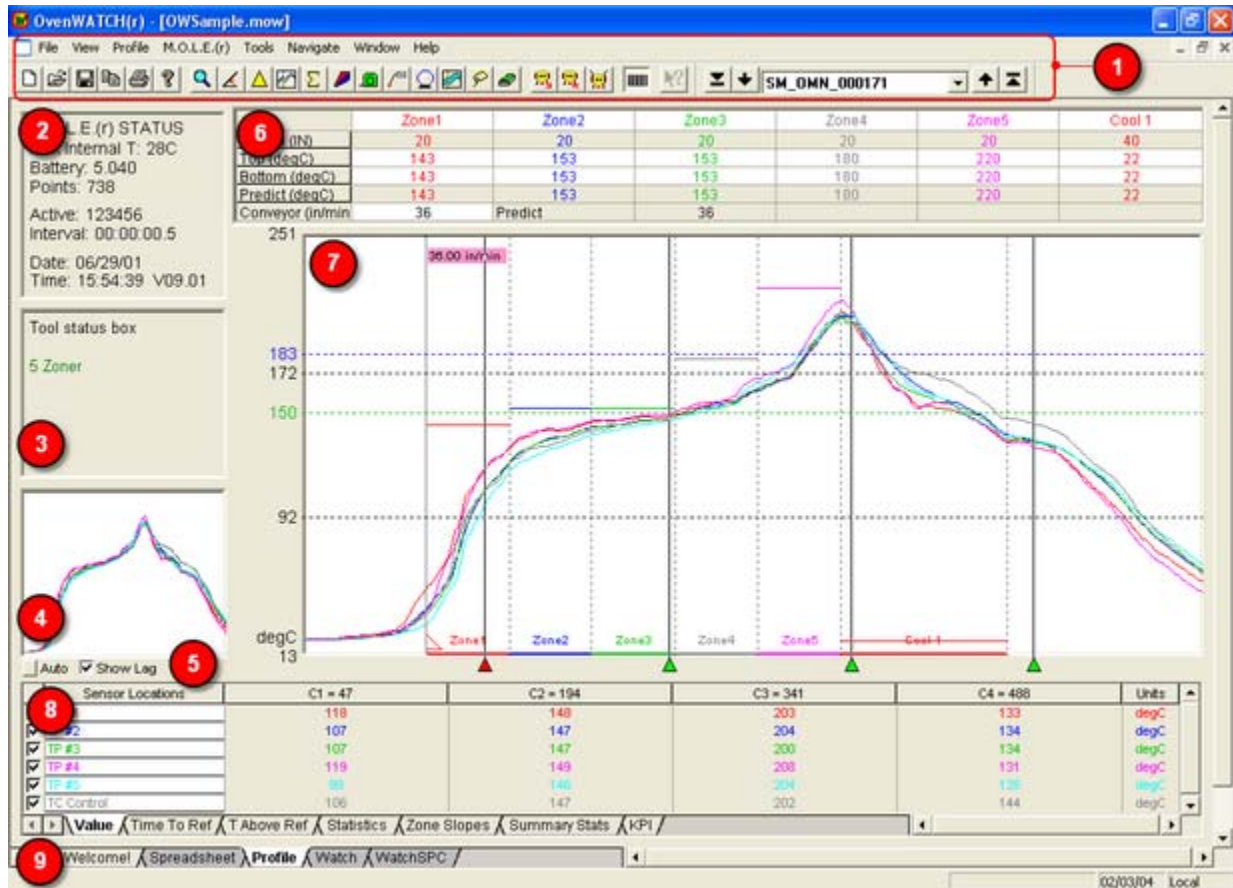 OvenWATCH(r) - [OWSample.mow]
File View Profile M.O.L.E.(r) Tools Navigate Window Help
1
SM_OMN_000171
2
L.E.(r) STATUS
Internal T: 28C
Battery: 5.040
Points: 738
Active: 123456
Interval: 00:00:00.5
Date: 06/29/01
Time: 15:54:39 V09.01
6
Zone1 Zone2 Zone3 Zone4 Zone5 Cool 1
(IN) 20 20 20 20 20 40
Top (degC) 143 153 153 180 220 22
Bottom (degC) 143 153 153 180 220 22
Predict (degC) 143 153 153 180 220 22
Conveyor (in/min 36 Predict 36
Tool status box
5 Zoner
3
7
251
36.00 in/min
183
172
150
92
degC
13
Zone1 Zone2 Zone3 Zone4 Zone5 Cool 1
4
Auto Show Lag
5
8
Sensor Locations C1 = 47 C2 = 194 C3 = 341 C4 = 488 Units
118 148 203 133 degC
#2 107 147 204 134 degC
TP #3 107 147 200 134 degC
TP #4 119 149 208 131 degC
TP #5 146 204 degC
TC Control 106 147 202 144 degC
Value Time To Ref T Above Ref Statistics Zone Slopes Summary Stats KPI
9
Welcome! Spreadsheet Profile Watch WatchSPC
02/03/04 Local